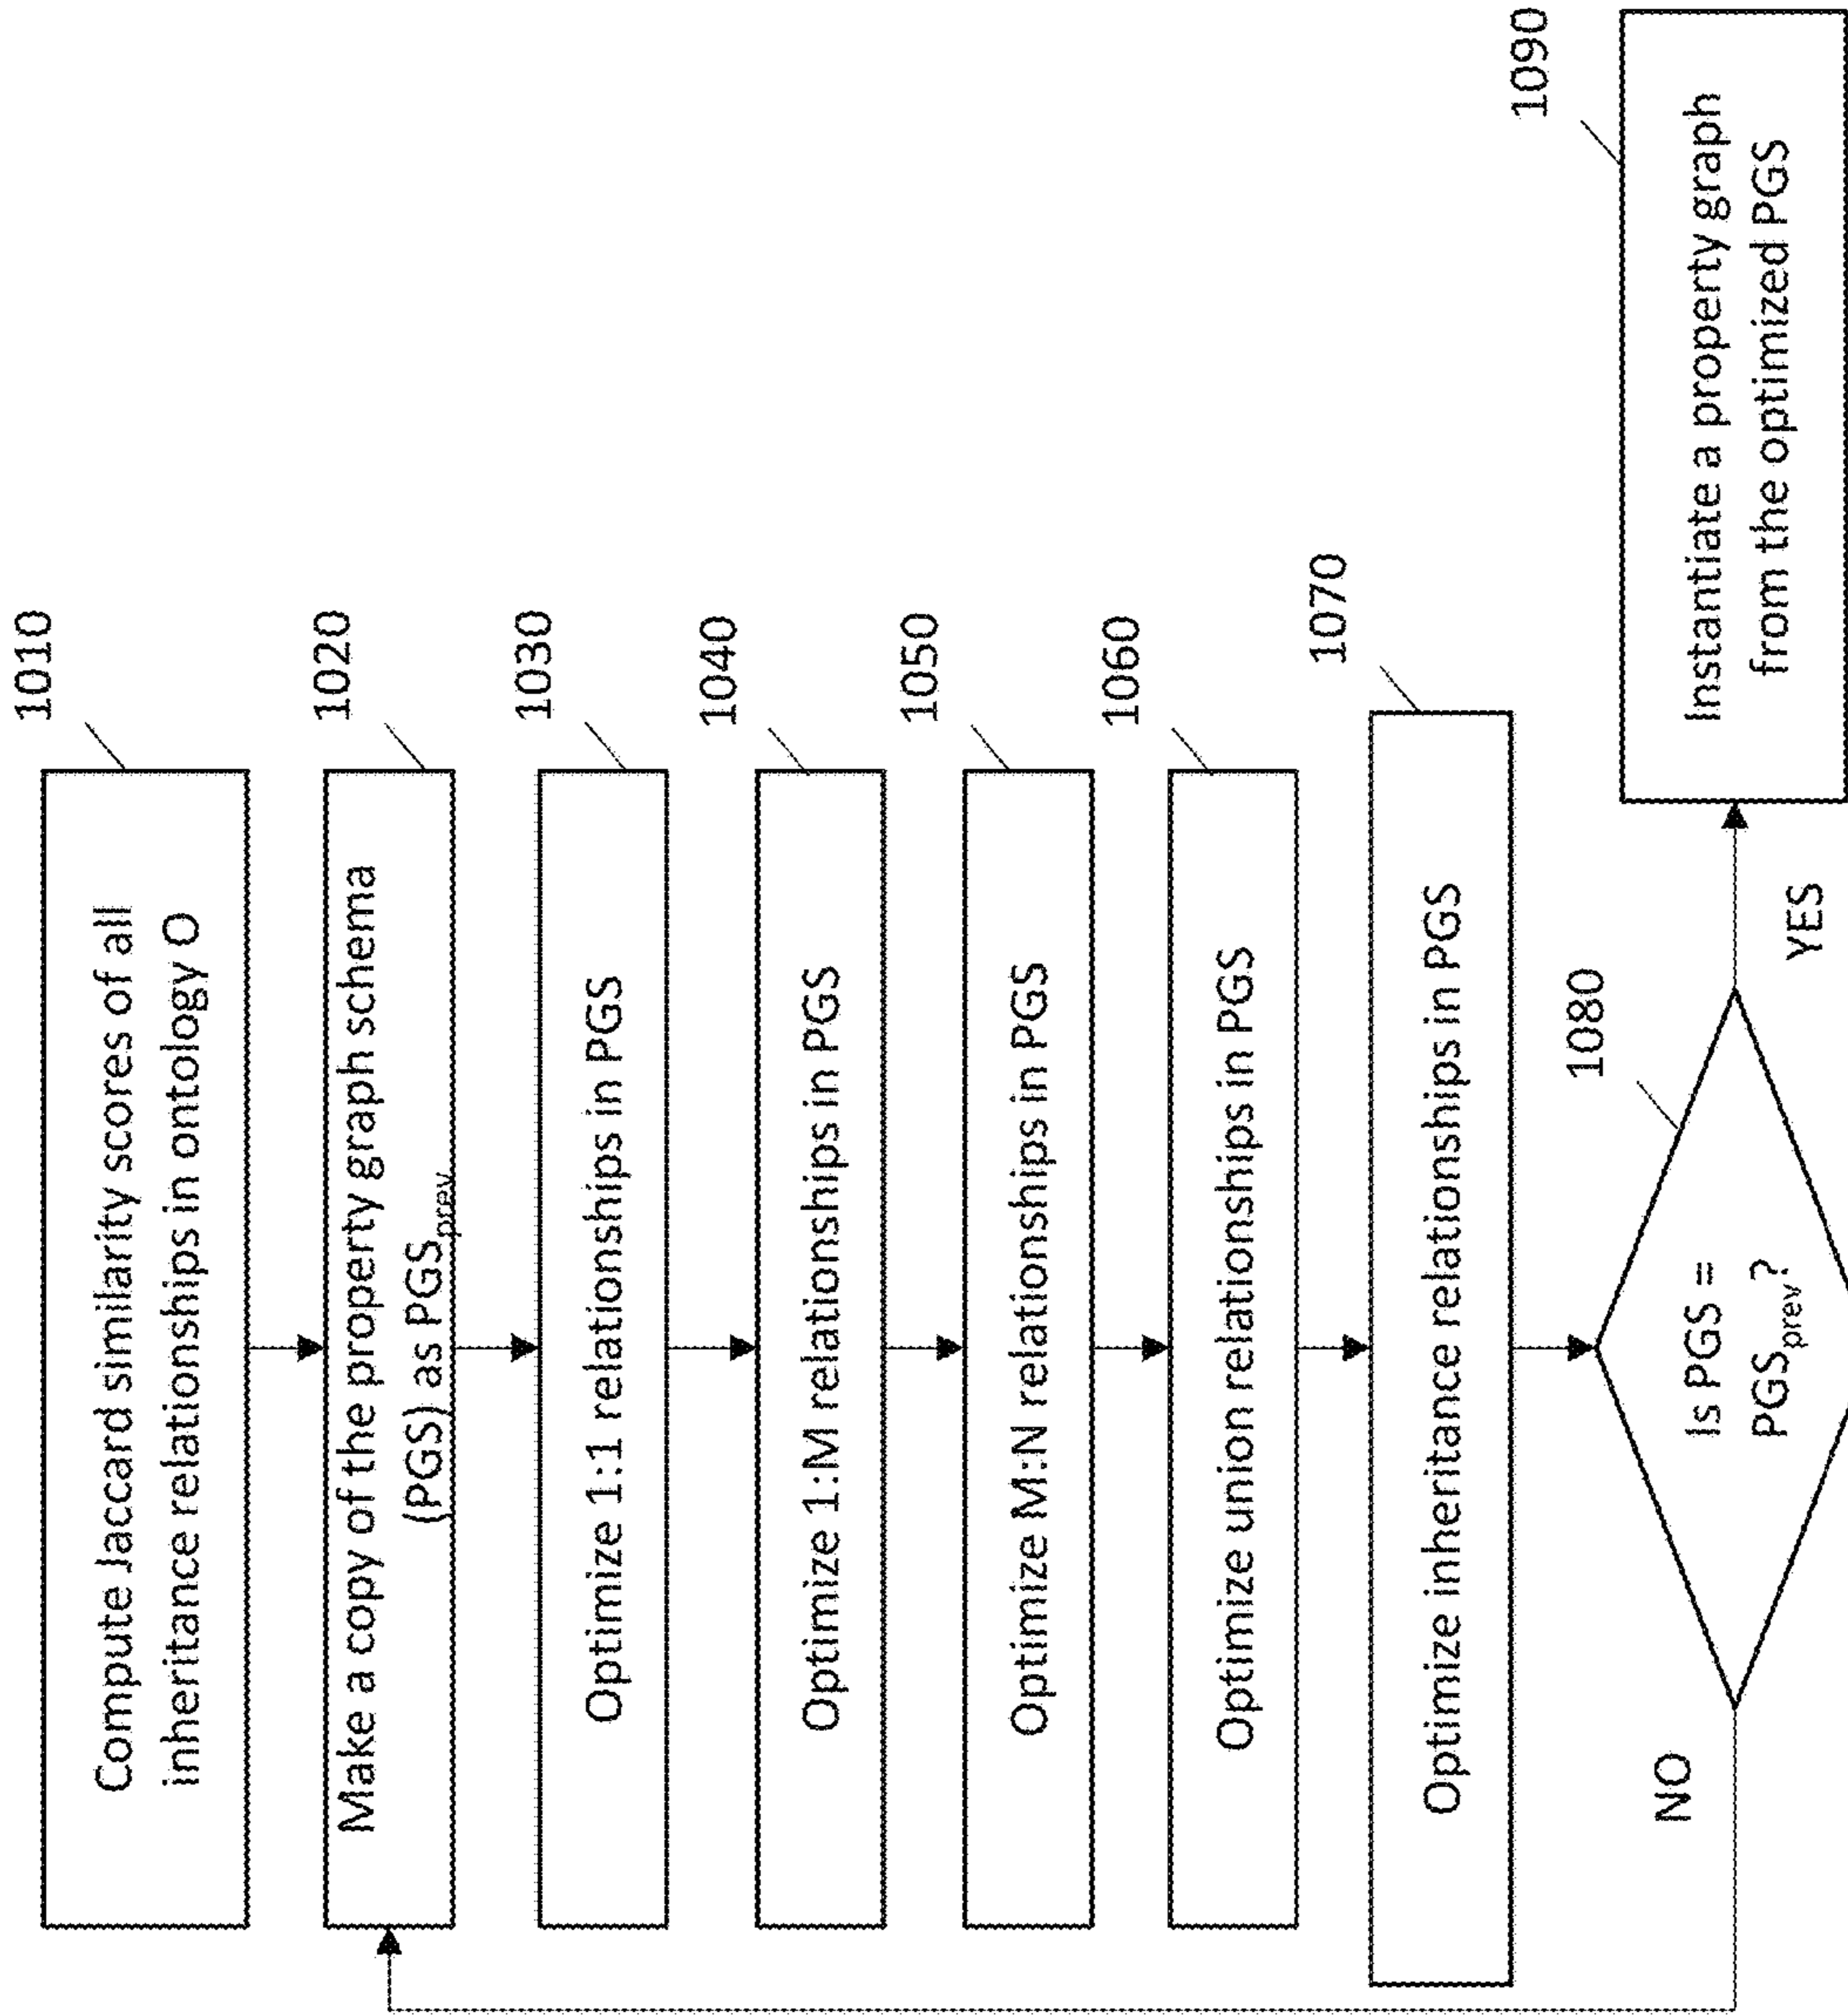 1010
Compute Jaccard similarity scores of all
inheritance relationships in ontology O
1020
Make a copy of the property graph schema
(PGS) as PGSprev
1030
Optimize 1:1 relationships in PGS
1040
Optimize 1:M relationships in PGS
1050
Optimize M:N relationships in PGS
1060
Optimize union relationships in PGS
1070
Optimize inheritance relationships in PGS
1080
Is PGS =
PGSprev?
NO
YES
1090
Instantiate a property graph
from the optimized PGS